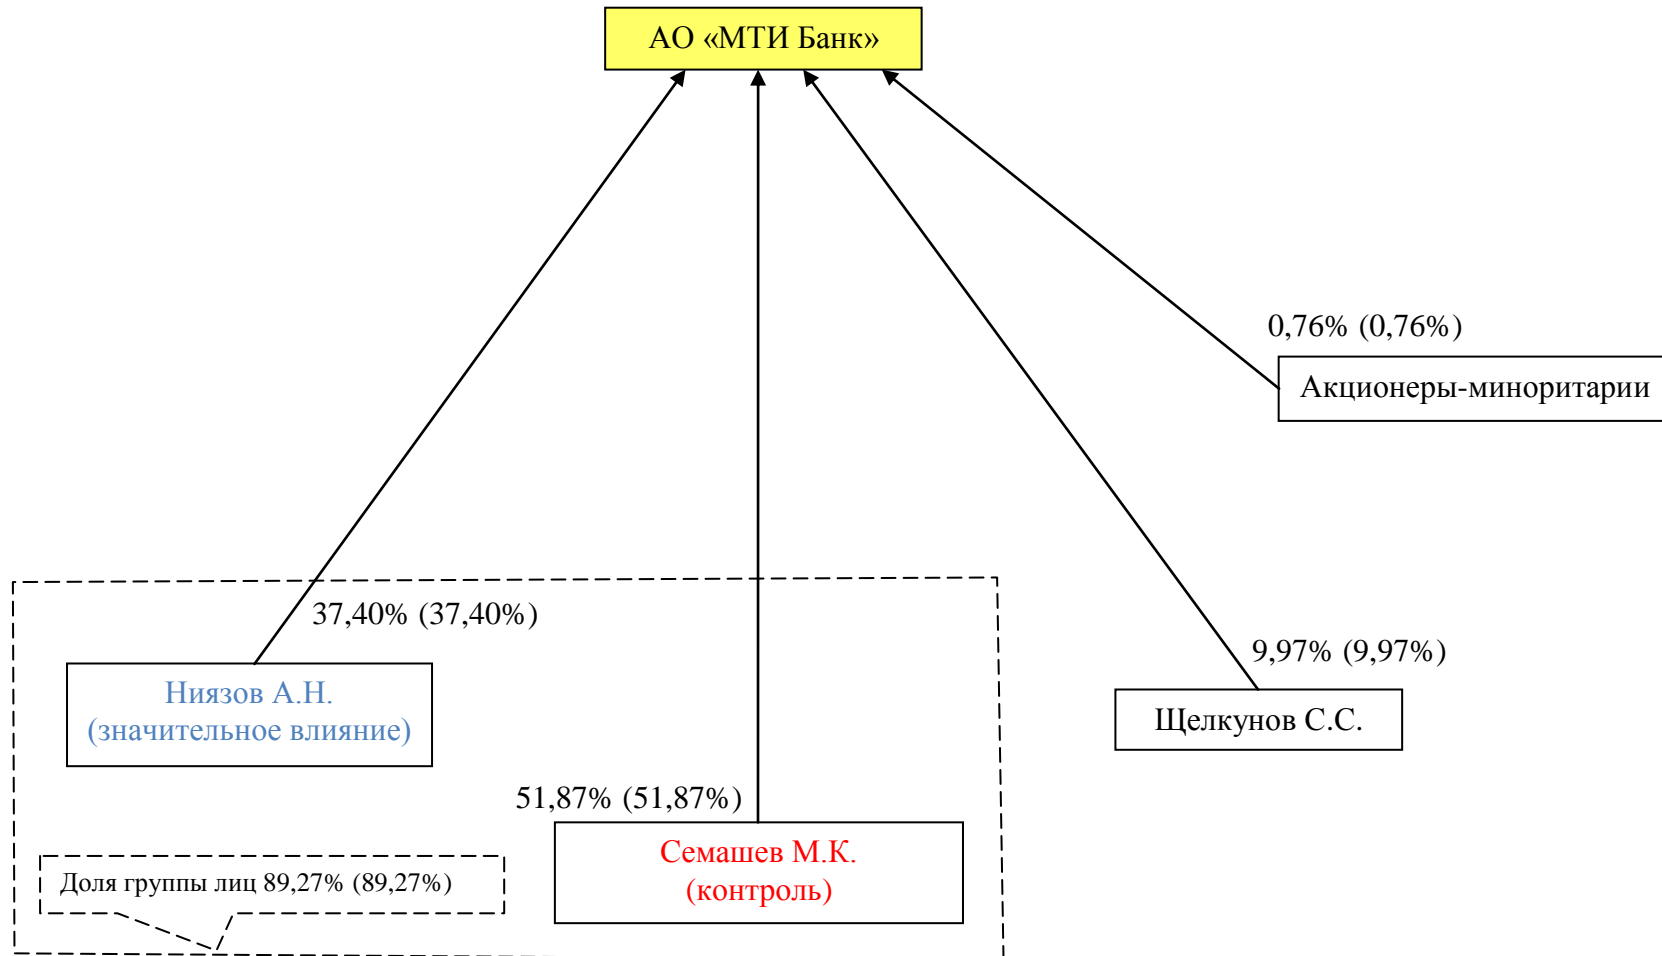 АО «МТИ Банк»
0,76% (0,76%)
Акционеры-миноритарии
37,40% (37,40%)
Ниязов А.Н.
(значительное влияние)
9,97% (9,97%)
Щелкунов С.С.
51,87% (51,87%)
Семашев М.К.
(контроль)
Доля группы лиц 89,27% (89,27%)